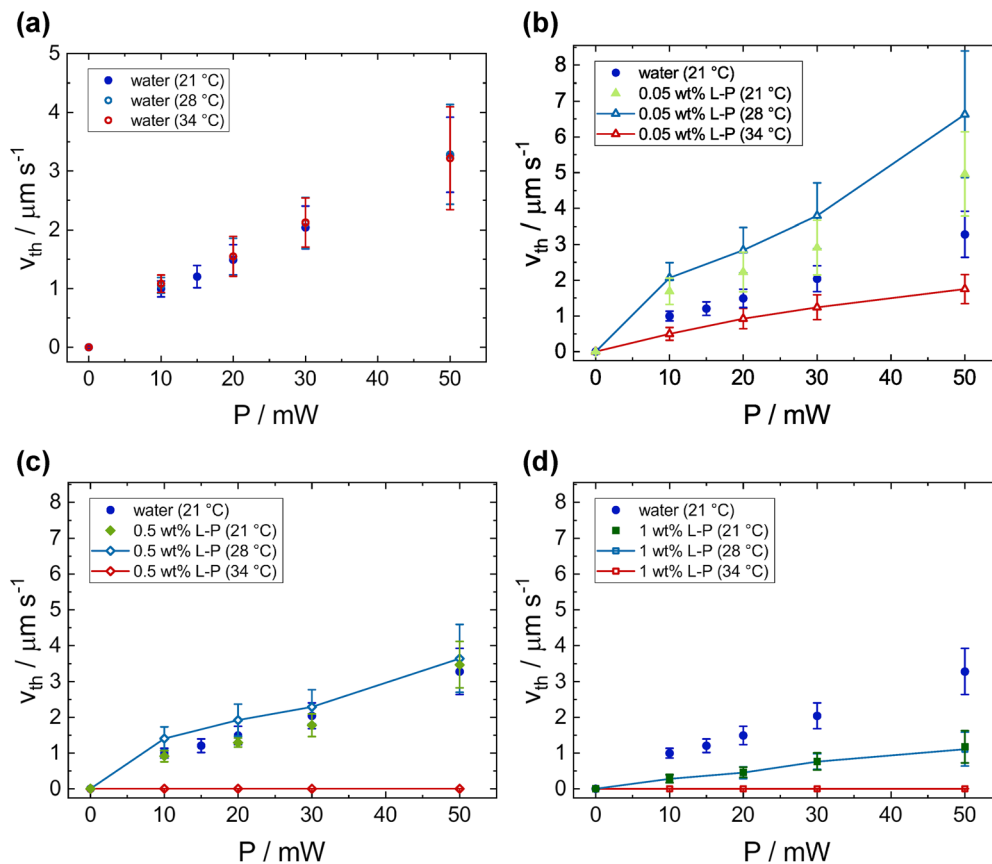 (a)
5
4
3
2
1
0
v_th / μm s⁻¹
water (21 °C)
water (28 °C)
water (34 °C)
0 10 20 30 40 50
P / mW
(b)
8
7
6
5
4
3
2
1
0
v_th / μm s⁻¹
water (21 °C)
0.05 wt% L-P (21 °C)
0.05 wt% L-P (28 °C)
0.05 wt% L-P (34 °C)
0 10 20 30 40 50
P / mW
(c)
8
7
6
5
4
3
2
1
0
v_th / μm s⁻¹
water (21 °C)
0.5 wt% L-P (21 °C)
0.5 wt% L-P (28 °C)
0.5 wt% L-P (34 °C)
0 10 20 30 40 50
P / mW
(d)
8
7
6
5
4
3
2
1
0
v_th / μm s⁻¹
water (21 °C)
1 wt% L-P (21 °C)
1 wt% L-P (28 °C)
1 wt% L-P (34 °C)
0 10 20 30 40 50
P / mW